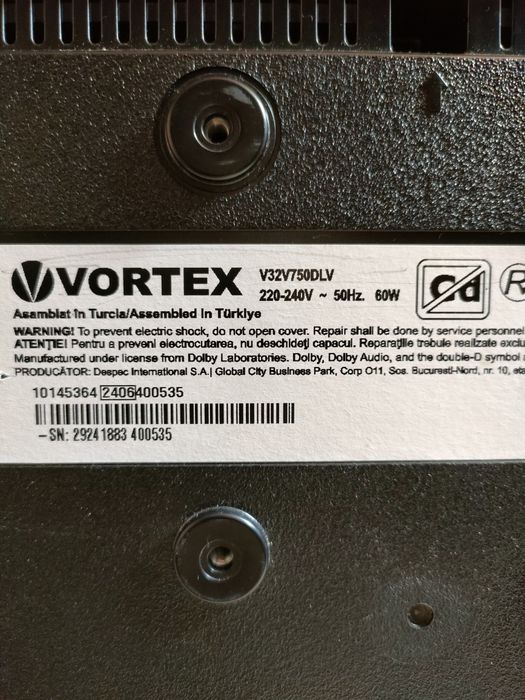 VORTEX V32V750DLV
220-240V ~ 50Hz. 60W
Cd
R
Asamblat în Turcia/Assembled in Türkiye
WARNING! To prevent electric shock, do not open cover. Repair shall be done by service personnel
ATENȚIE! Pentru a preveni electrocutarea, nu deschideți capacul. Reparațiile trebuie realizate exclu
Manufactured under license from Dolby Laboratories. Dolby, Dolby Audio, and the double-D symbol
PRODUCĂTOR: Despec International S.A.| Global City Business Park, Corp O11, Sos. Bucuresti-Nord, nr. 10, eta
10145364 2406400535
-SN: 29241883 400535